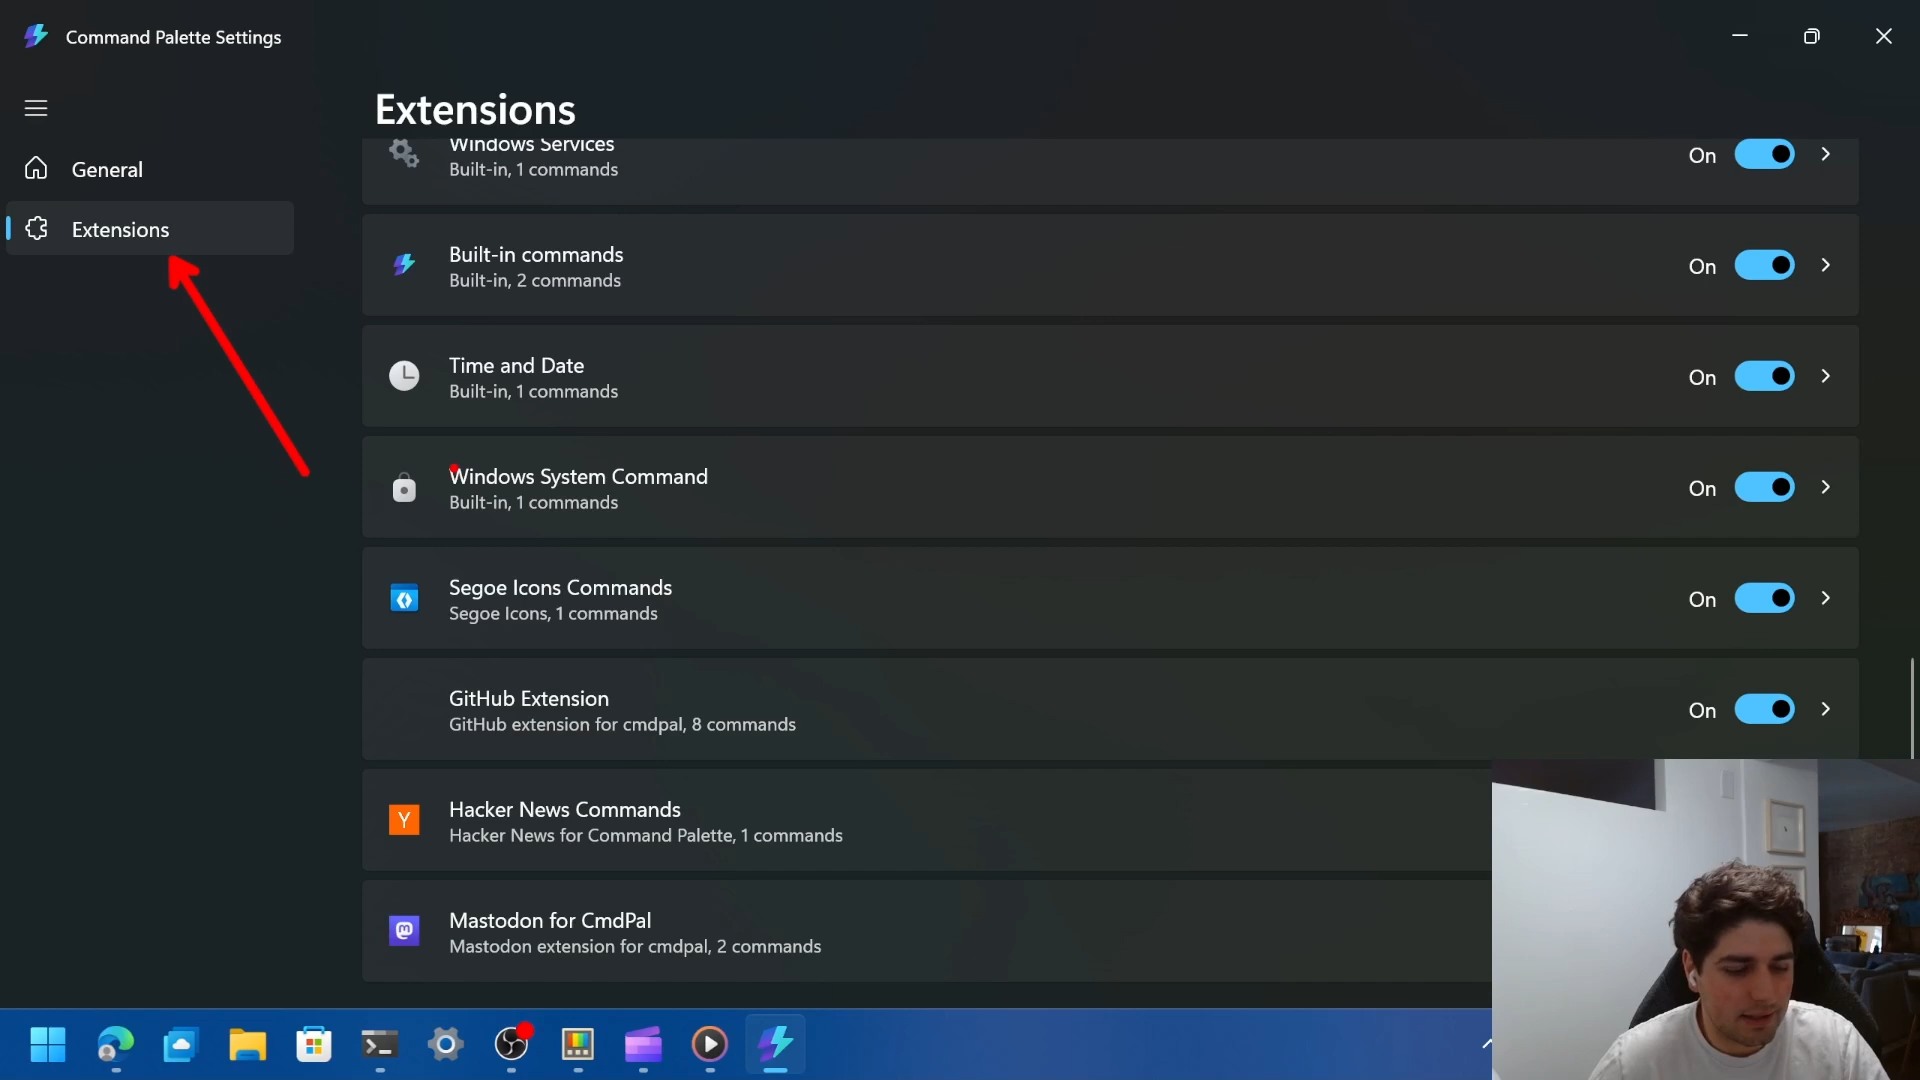 Command Palette Settings
Extensions
General
Extensions
Windows Services
Built-in, 1 commands
On
Built-in commands
Built-in, 2 commands
On
Time and Date
Built-in, 1 commands
On
Windows System Command
Built-in, 1 commands
On
Segoe Icons Commands
Segoe Icons, 1 commands
On
GitHub Extension
GitHub extension for cmdpal, 8 commands
On
Hacker News Commands
Hacker News for Command Palette, 1 commands
Y
Mastodon for CmdPal
Mastodon extension for cmdpal, 2 commands